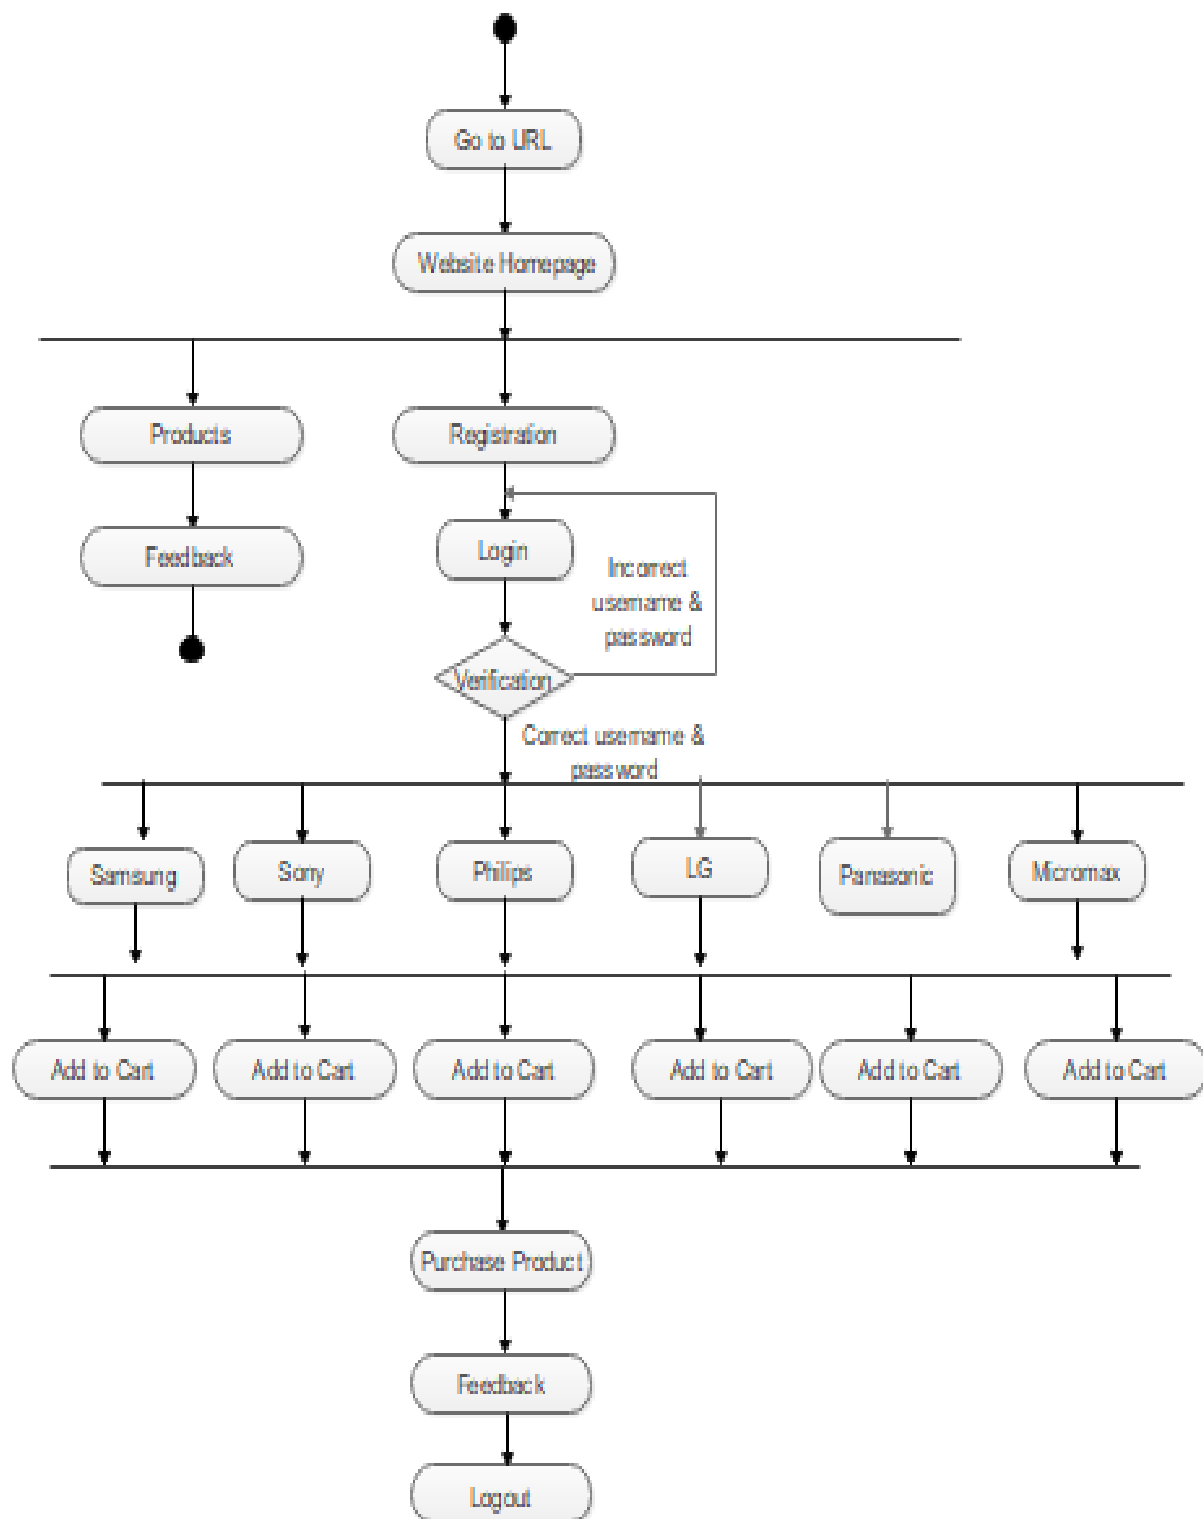 Go to URL
Website Homepage
Products
Registration
Feedback
Login
Incorrect
username &
password
Verification
Correct username &
password
Samsung
Sony
Philips
LG
Panasonic
Micromax
Add to Cart
Add to Cart
Add to Cart
Add to Cart
Add to Cart
Add to Cart
Purchase Product
Feedback
Logout